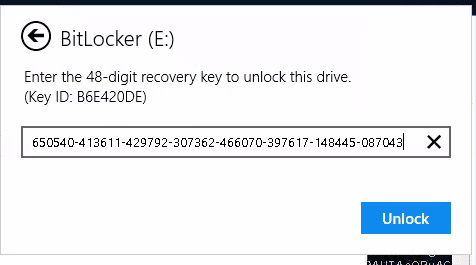 BitLocker (E:)
Enter the 48-digit recovery key to unlock this drive.
(Key ID: B6E420DE)
650540-413611-429792-307362-466070-397617-148445-087043
Unlock